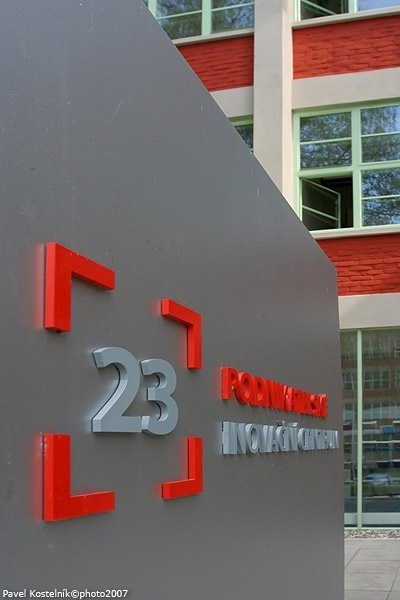 23
PODNIKATELSKÉ
INOVAČNÍ CENTRUM
Pavel Kostelník©photo2007